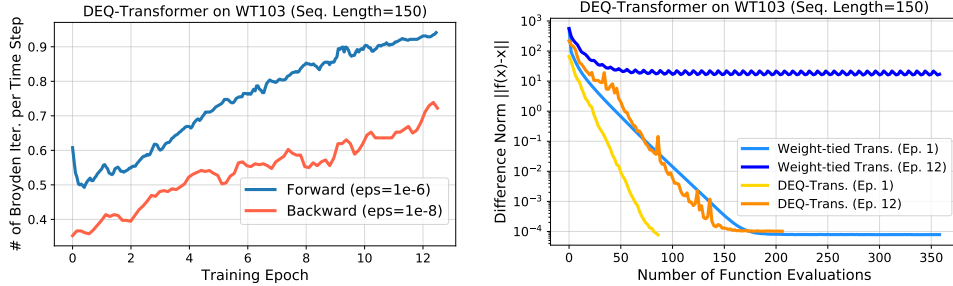 DEQ-Transformer on WT103 (Seq. Length=150)
# of Broyden Iter. per Time Step
0.9
0.8
0.7
0.6
0.5
0.4
Forward (eps=1e-6)
Backward (eps=1e-8)
0 2 4 6 8 10 12
Training Epoch
DEQ-Transformer on WT103 (Seq. Length=150)
Difference Norm ||f(x)-x||
10³
10²
10¹
10⁰
10⁻¹
10⁻²
10⁻³
10⁻⁴
Weight-tied Trans. (Ep. 1)
Weight-tied Trans. (Ep. 12)
DEQ-Trans. (Ep. 1)
DEQ-Trans. (Ep. 12)
0 50 100 150 200 250 300 350
Number of Function Evaluations